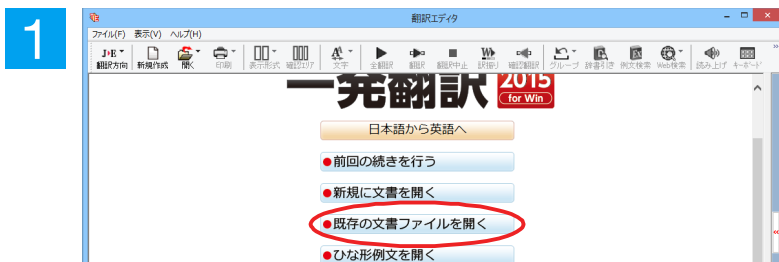 1
翻訳エディタ
ファイル(F) 表示(V) ヘルプ(H)
J▸E
翻訳方向 新規作成 開く 印刷 表示形式 確認エリア 文字 全翻訳 翻訳 翻訳中止 訳振り 確認翻訳 グループ 辞書引き 例文検索 Web検索 読み上げ キーボード
一発翻訳 2015
for Win
日本語から英語へ
●前回の続きを行う
●新規に文書を開く
●既存の文書ファイルを開く
●ひな形例文を開く